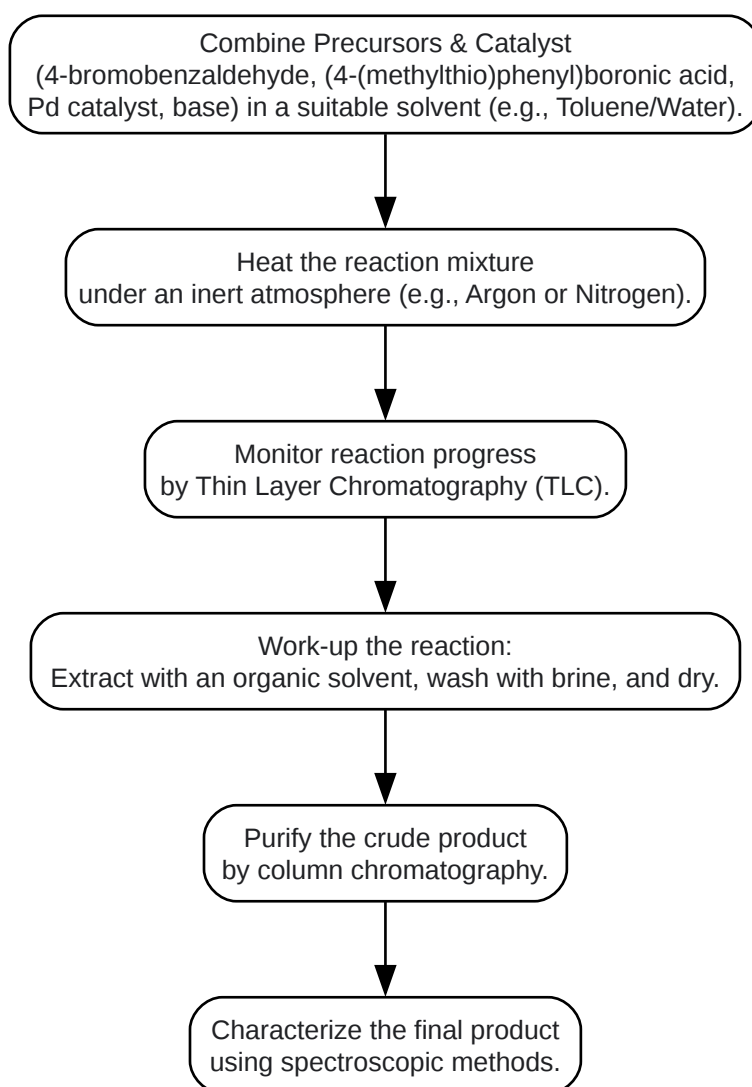 Combine Precursors & Catalyst
(4-bromobenzaldehyde, (4-(methylthio)phenyl)boronic acid,
Pd catalyst, base) in a suitable solvent (e.g., Toluene/Water).
Heat the reaction mixture
under an inert atmosphere (e.g., Argon or Nitrogen).
Monitor reaction progress
by Thin Layer Chromatography (TLC).
Work-up the reaction:
Extract with an organic solvent, wash with brine, and dry.
Purify the crude product
by column chromatography.
Characterize the final product
using spectroscopic methods.